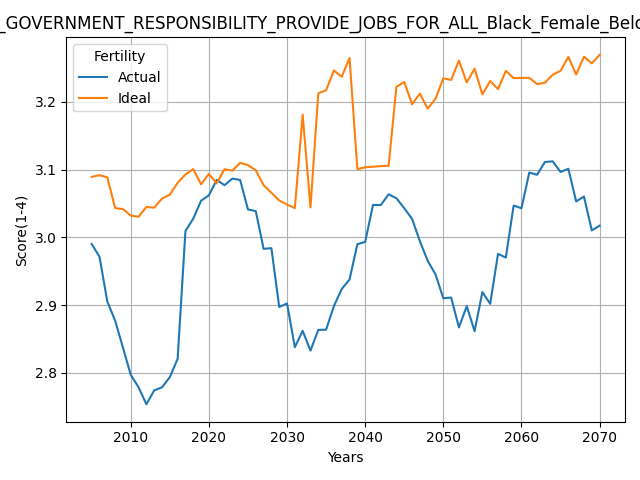 _GOVERNMENT_RESPONSIBILITY_PROVIDE_JOBS_FOR_ALL_Black_Female_Belo
Fertility
Actual
Ideal
Score(1-4)
3.2
3.1
3.0
2.9
2.8
2010 2020 2030 2040 2050 2060 2070
Years